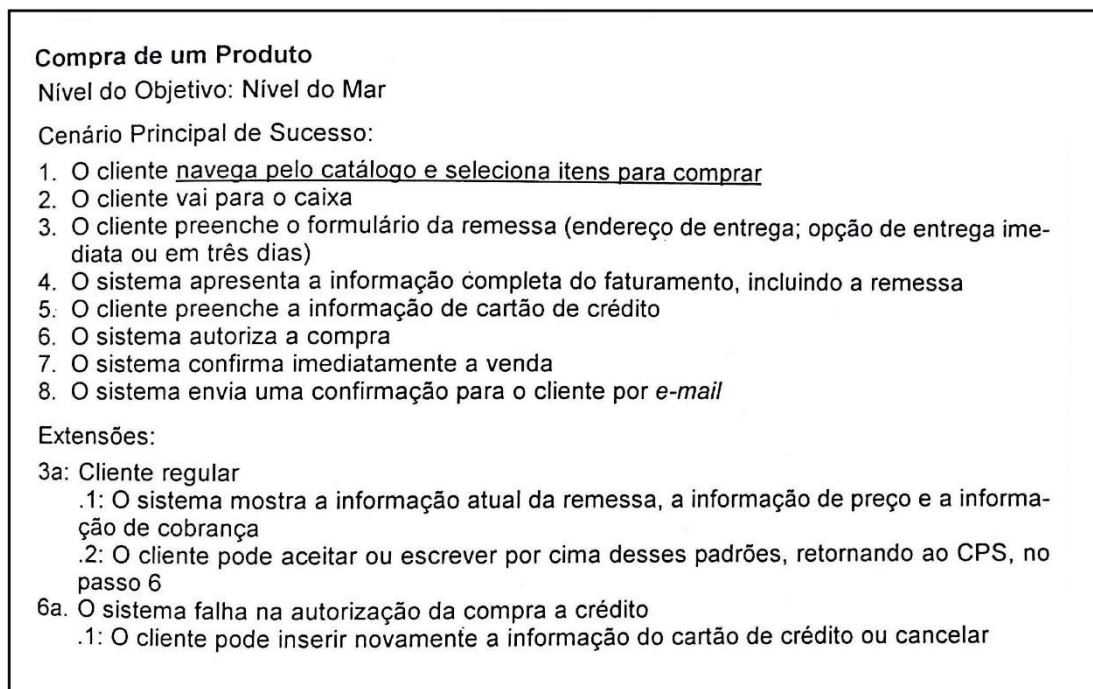 Compra de um Produto
Nível do Objetivo: Nível do Mar
Cenário Principal de Sucesso:
1. O cliente navega pelo catálogo e seleciona itens para comprar
2. O cliente vai para o caixa
3. O cliente preenche o formulário da remessa (endereço de entrega; opção de entrega ime-
diata ou em três dias)
4. O sistema apresenta a informação completa do faturamento, incluindo a remessa
5. O cliente preenche a informação de cartão de crédito
6. O sistema autoriza a compra
7. O sistema confirma imediatamente a venda
8. O sistema envia uma confirmação para o cliente por e-mail
Extensões:
3a: Cliente regular
.1: O sistema mostra a informação atual da remessa, a informação de preço e a informa-
ção de cobrança
.2: O cliente pode aceitar ou escrever por cima desses padrões, retornando ao CPS, no
passo 6
6a. O sistema falha na autorização da compra a crédito
.1: O cliente pode inserir novamente a informação do cartão de crédito ou cancelar